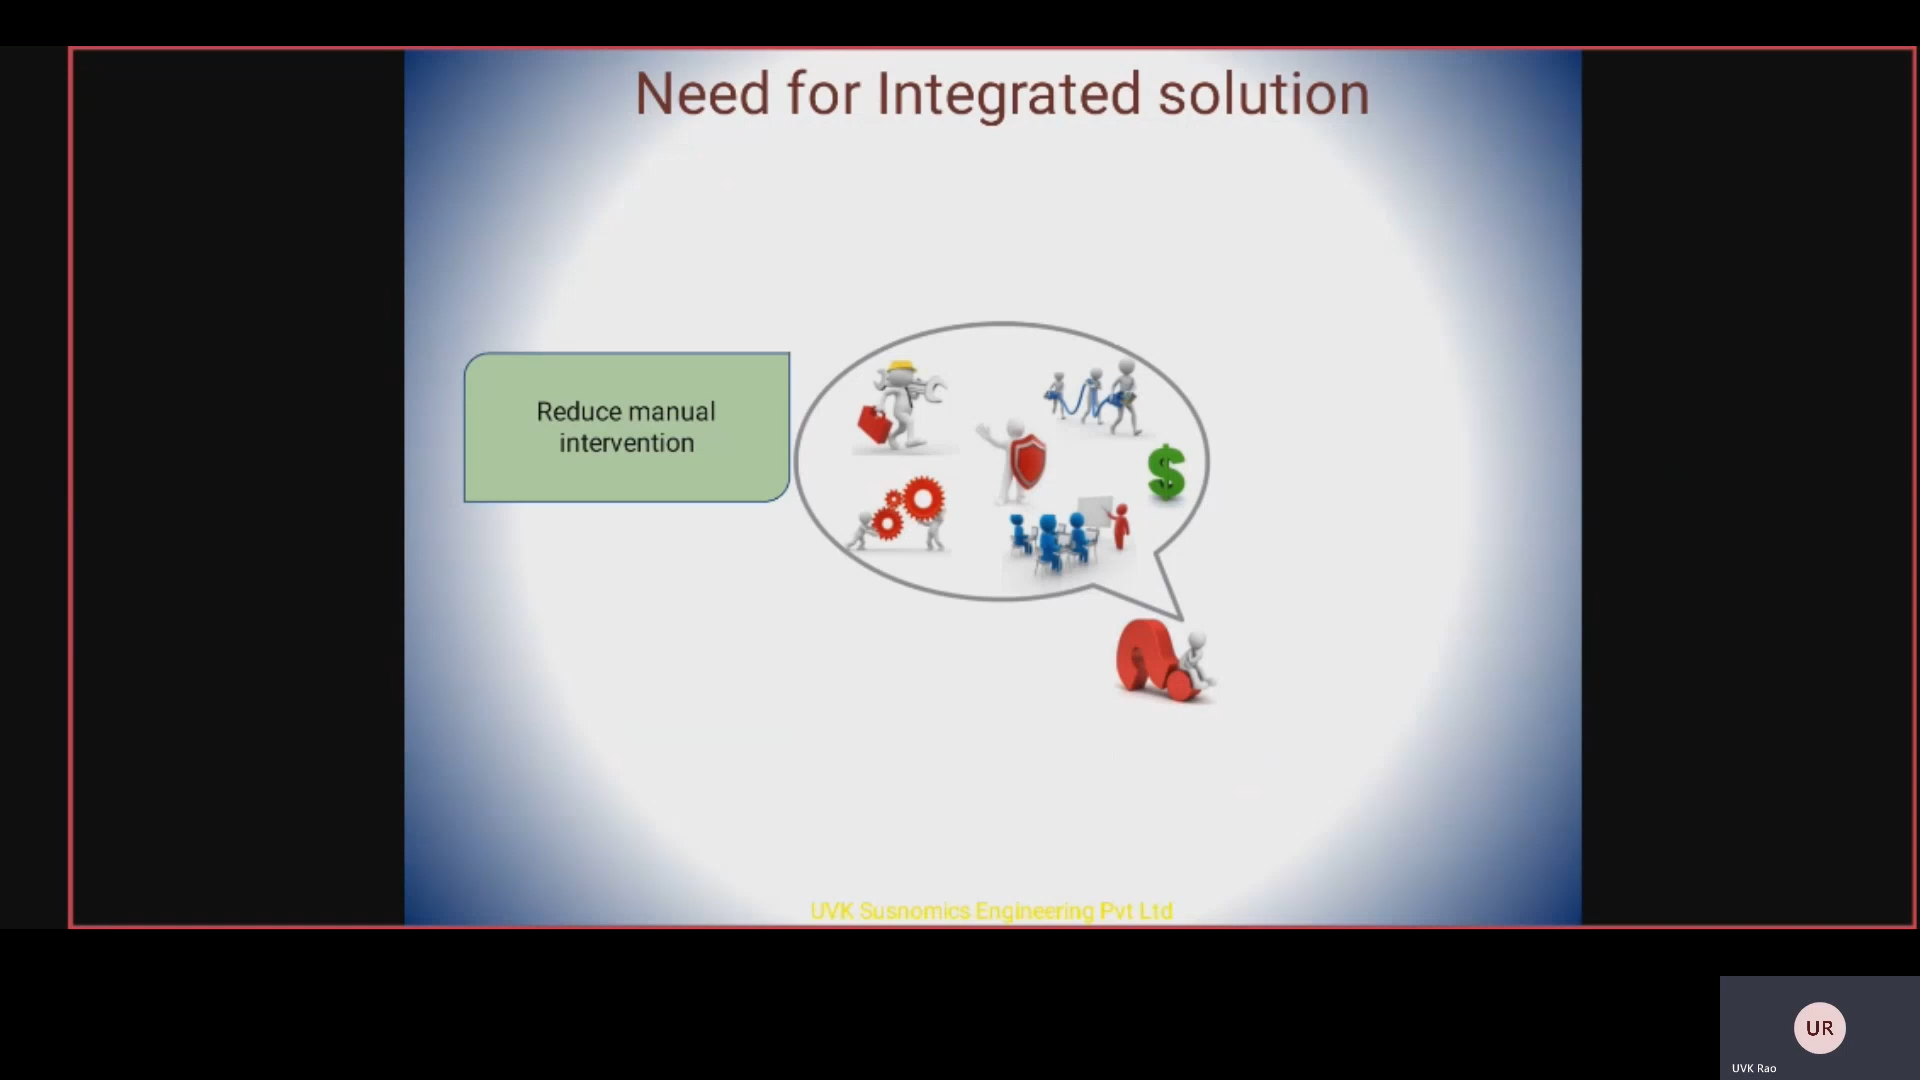 Need for Integrated solution
Reduce manual
intervention
$
UVK Susnomics Engineering Pvt Ltd
UR
UVK Rao